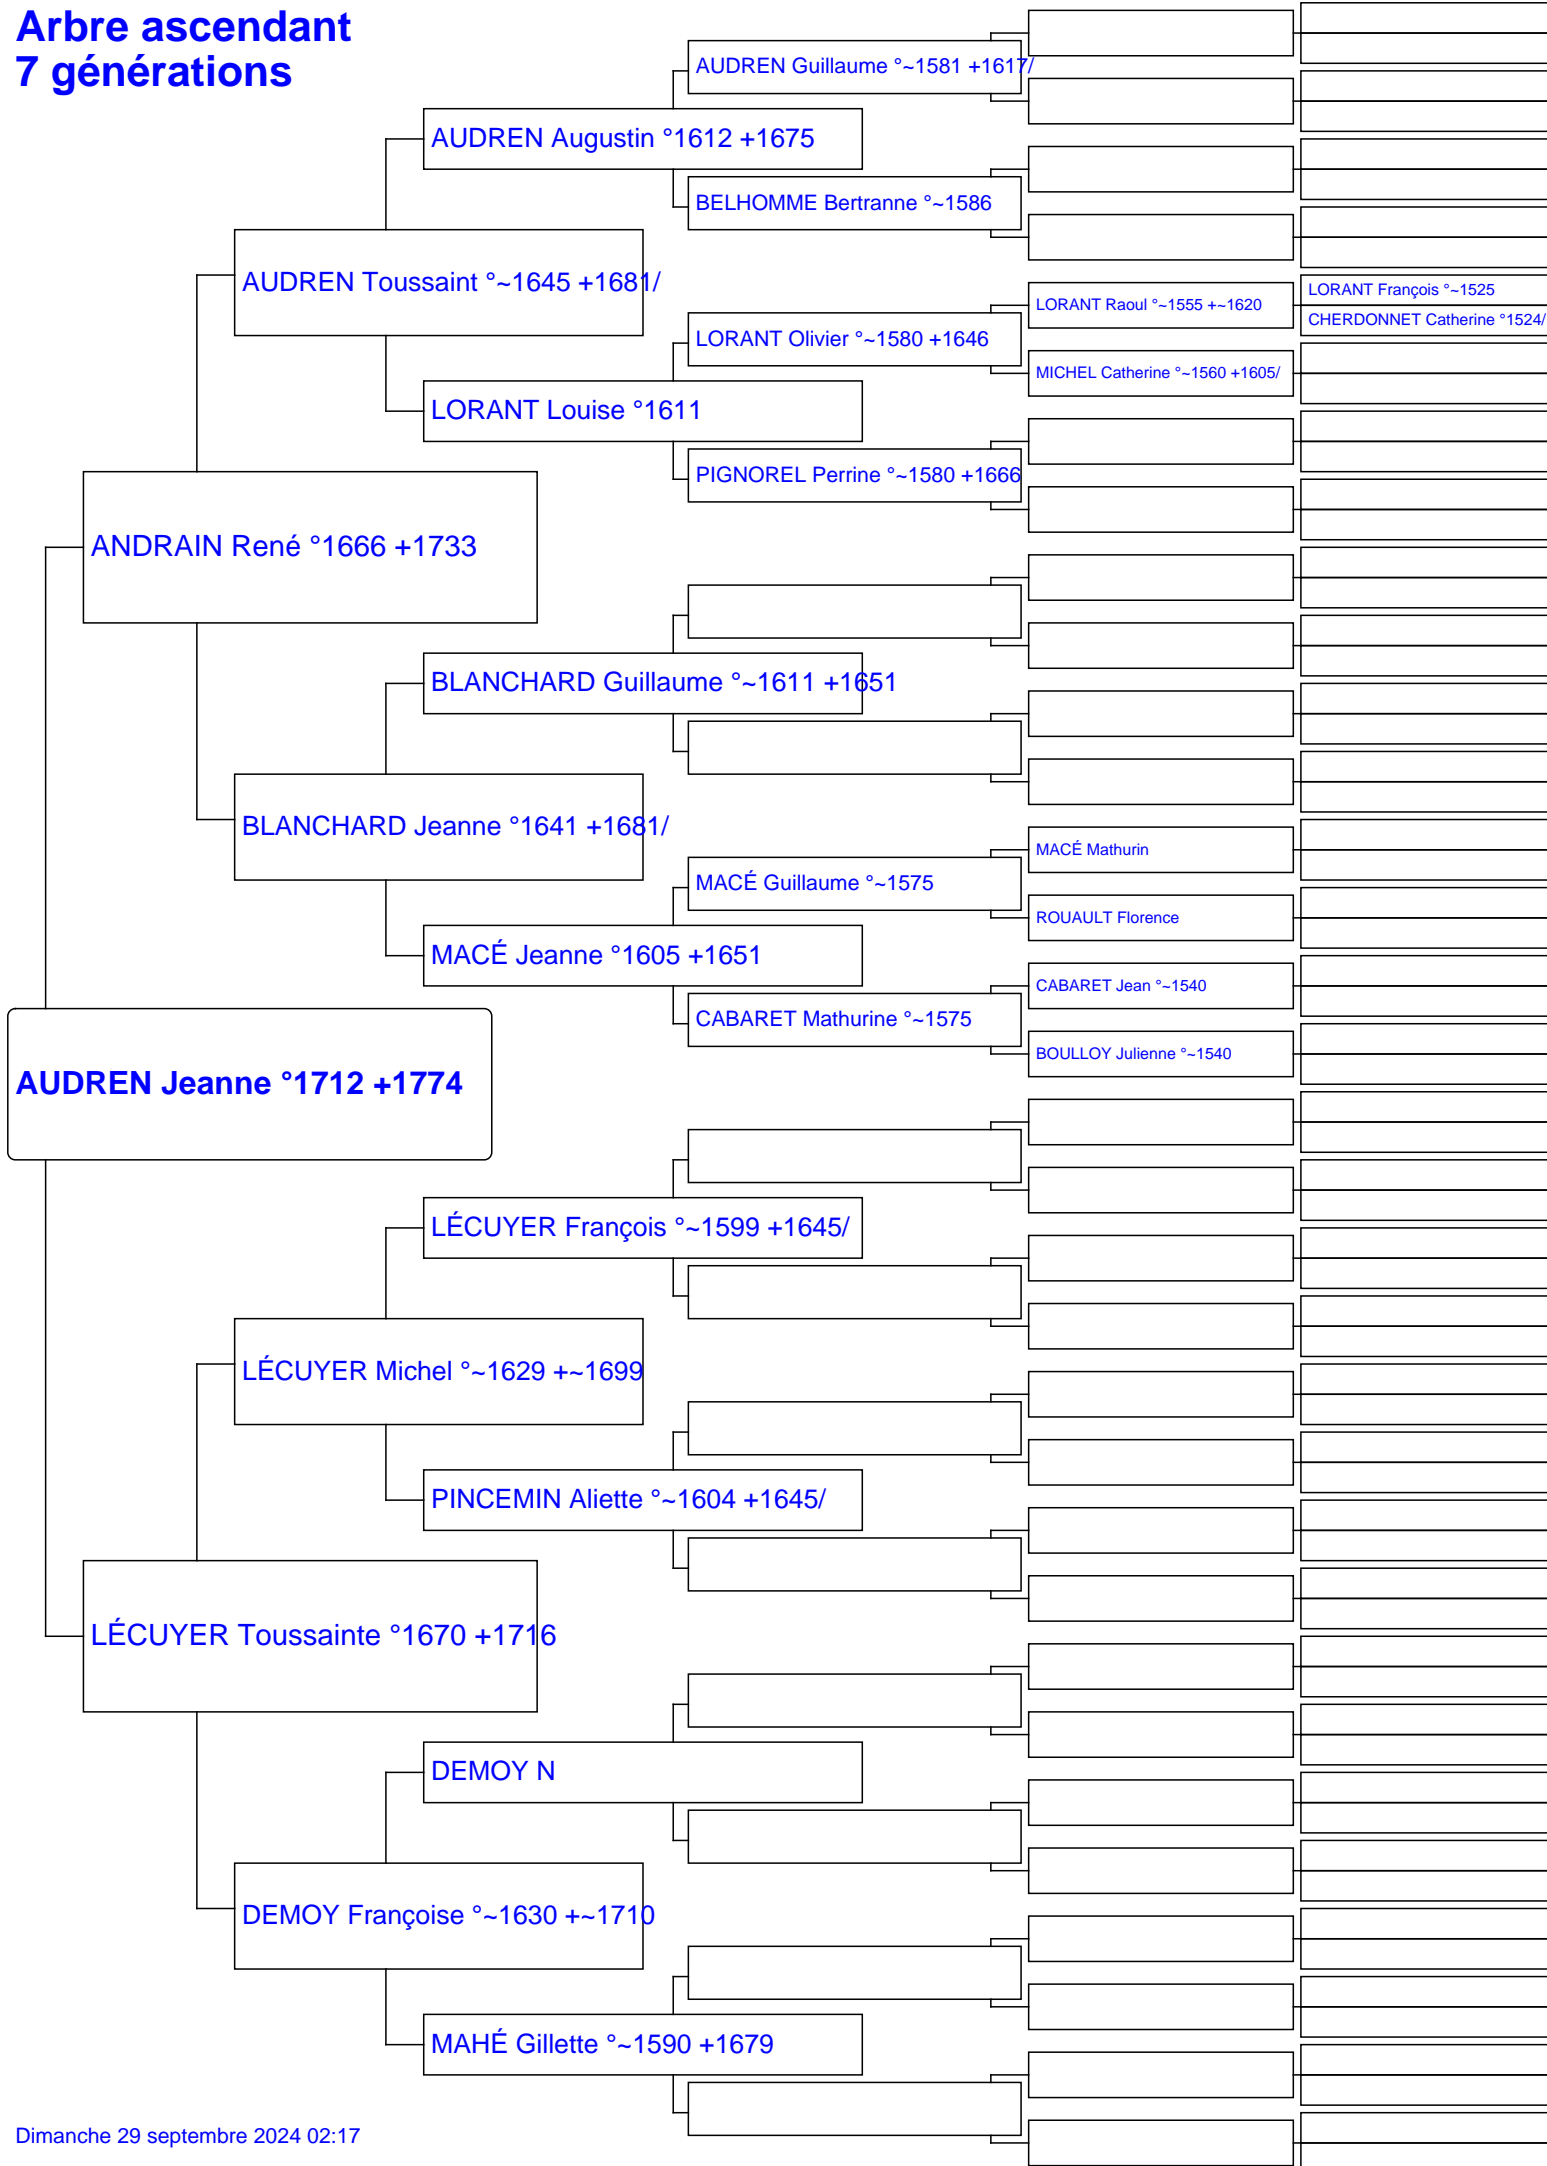 Arbre ascendant
7 générations
AUDREN Guillaume °~1581 +1617/
AUDREN Augustin °1612 +1675
BELHOMME Bertranne °~1586
AUDREN Toussaint °~1645 +1681/
LORANT François °~1525
LORANT Raoul °~1555 +~1620
CHERDONNET Catherine °1524/
LORANT Olivier °~1580 +1646
MICHEL Catherine °~1560 +1605/
LORANT Louise °1611
PIGNOREL Perrine °~1580 +1666
ANDRAIN René °1666 +1733
BLANCHARD Guillaume °~1611 +1651
BLANCHARD Jeanne °1641 +1681/
MACÉ Mathurin
MACÉ Guillaume °~1575
ROUAULT Florence
MACÉ Jeanne °1605 +1651
CABARET Jean °~1540
CABARET Mathurine °~1575
BOULLOY Julienne °~1540
AUDREN Jeanne °1712 +1774
LÉCUYER François °~1599 +1645/
LÉCUYER Michel °~1629 +~1699
PINCEMIN Aliette °~1604 +1645/
LÉCUYER Toussainte °1670 +1716
DEMOY N
DEMOY Françoise °~1630 +~1710
MAHÉ Gillette °~1590 +1679
Dimanche 29 septembre 2024 02:17